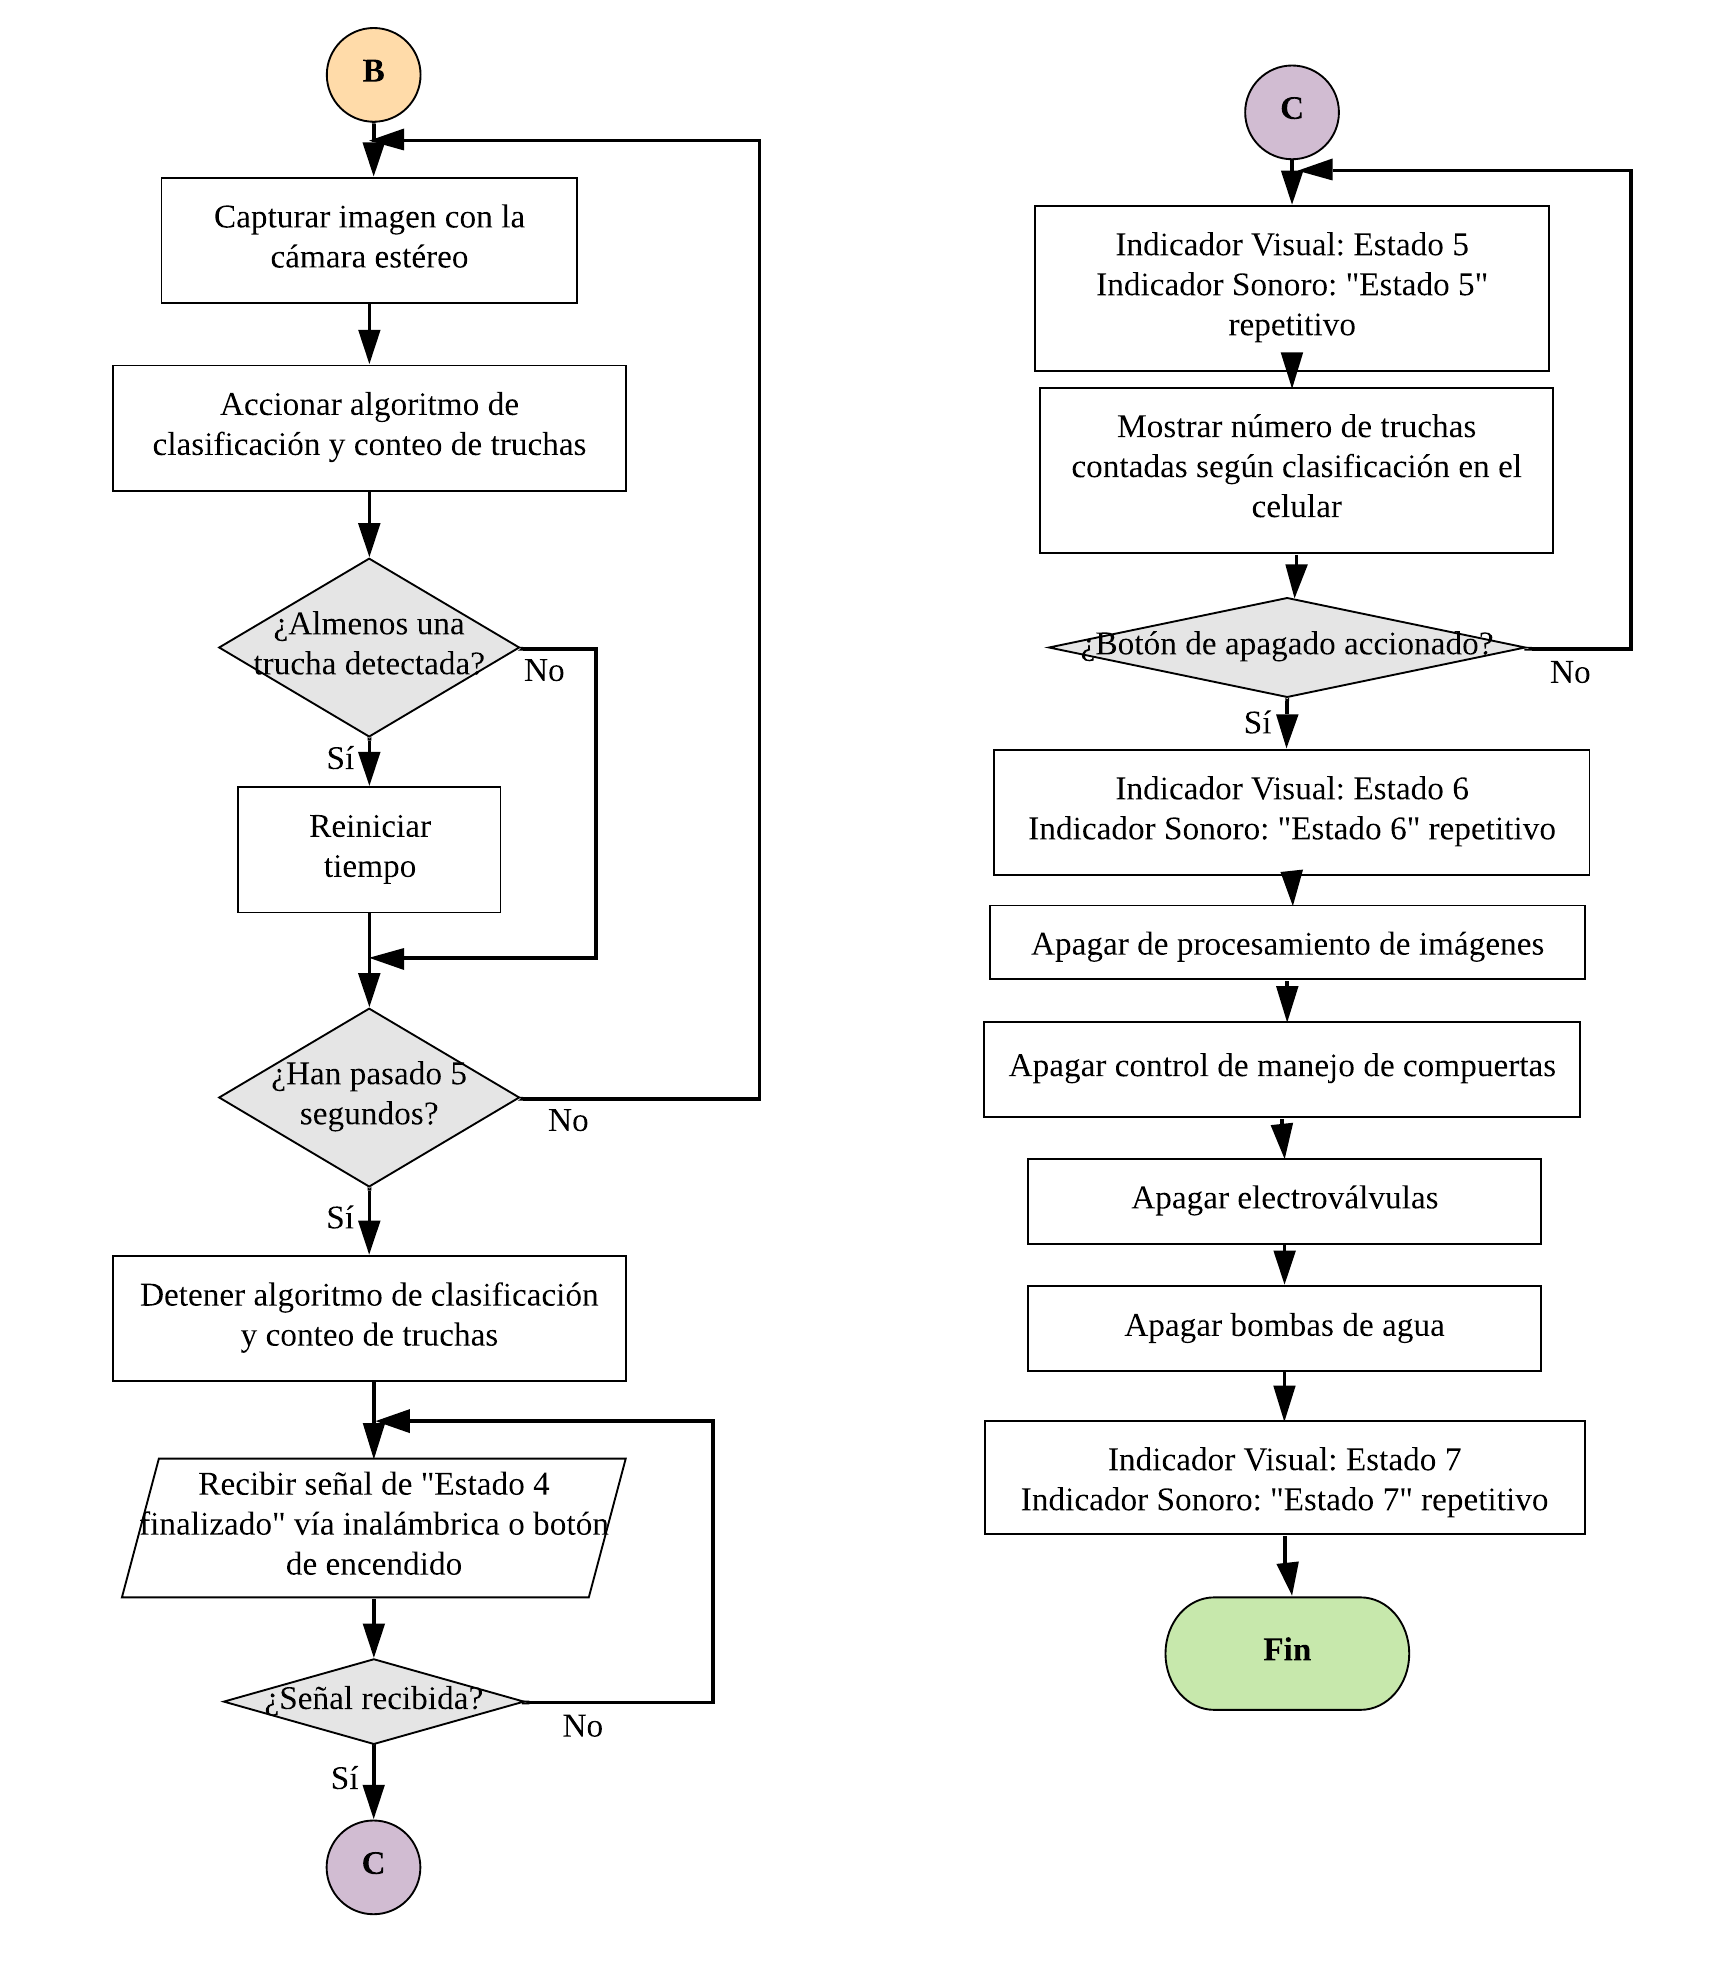 B
Capturar imagen con la
cámara estéreo
Accionar algoritmo de
clasificación y conteo de truchas
¿Almenos una
trucha detectada?
No
Sí
Reiniciar
tiempo
¿Han pasado 5
segundos?
No
Sí
Detener algoritmo de clasificación
y conteo de truchas
Recibir señal de "Estado 4
finalizado" vía inalámbrica o botón
de encendido
¿Señal recibida?
No
Sí
C
C
Indicador Visual: Estado 5
Indicador Sonoro: "Estado 5"
repetitivo
Mostrar número de truchas
contadas según clasificación en el
celular
¿Botón de apagado accionado?
No
Sí
Indicador Visual: Estado 6
Indicador Sonoro: "Estado 6" repetitivo
Apagar de procesamiento de imágenes
Apagar control de manejo de compuertas
Apagar electroválvulas
Apagar bombas de agua
Indicador Visual: Estado 7
Indicador Sonoro: "Estado 7" repetitivo
Fin